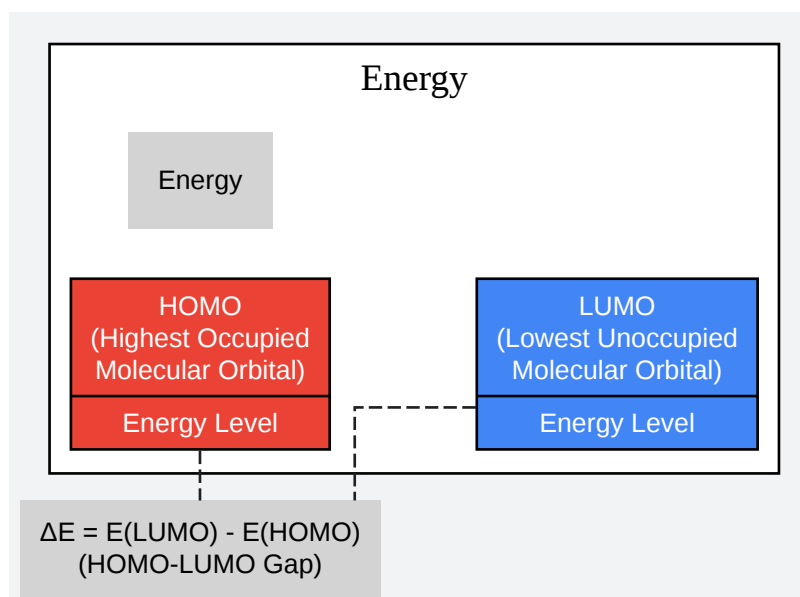 Energy
Energy
HOMO
(Highest Occupied
Molecular Orbital)
Energy Level
LUMO
(Lowest Unoccupied
Molecular Orbital)
Energy Level
ΔE = E(LUMO) - E(HOMO)
(HOMO-LUMO Gap)